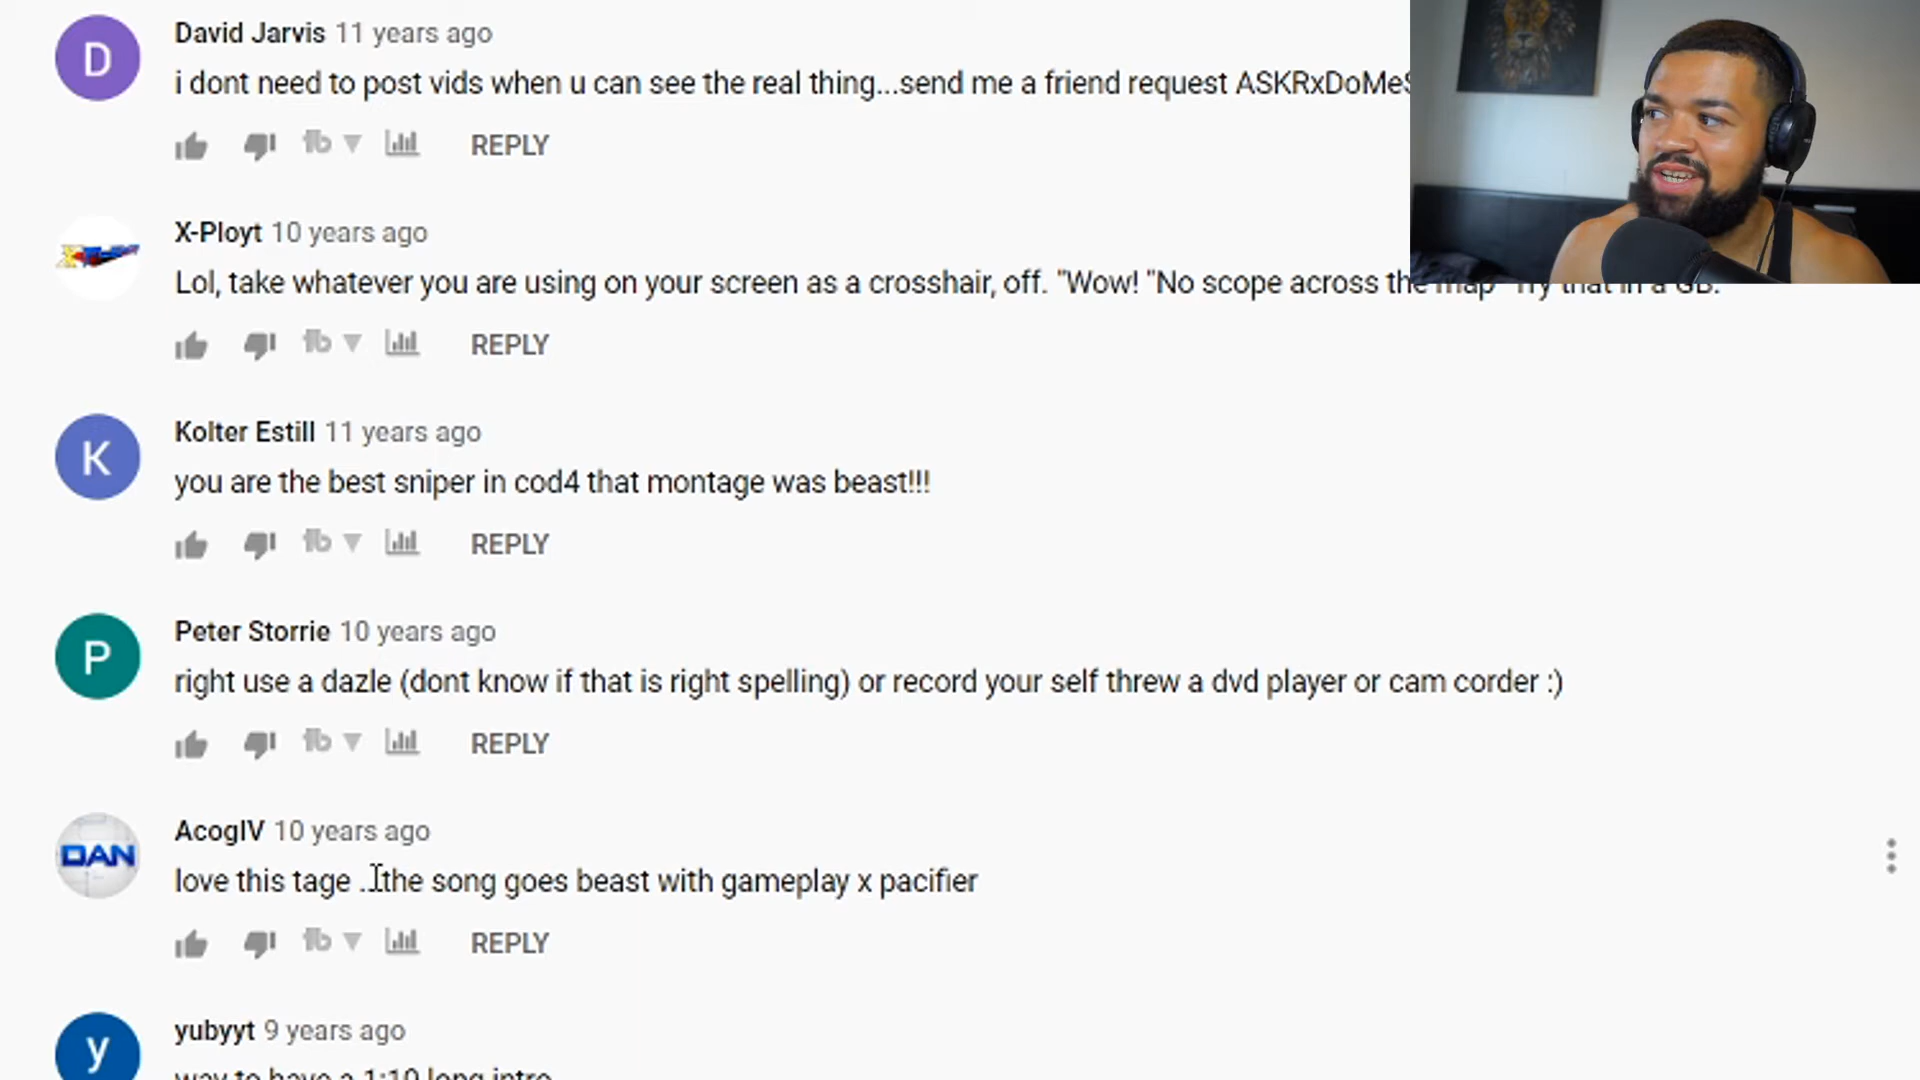 David Jarvis 11 years ago
i dont need to post vids when u can see the real thing...send me a friend request ASKRxDoMeS
REPLY
X-Ployt 10 years ago
Lol, take whatever you are using on your screen as a crosshair, off. "Wow! "No scope across the map" Try that in a GB.
REPLY
Kolter Estill 11 years ago
you are the best sniper in cod4 that montage was beast!!!
REPLY
Peter Storrie 10 years ago
right use a dazle (dont know if that is right spelling) or record your self threw a dvd player or cam corder :)
REPLY
DAN
AcogIV 10 years ago
love this tage ...the song goes beast with gameplay x pacifier
REPLY
yubyyt 9 years ago
way to have a 1:10 long intro